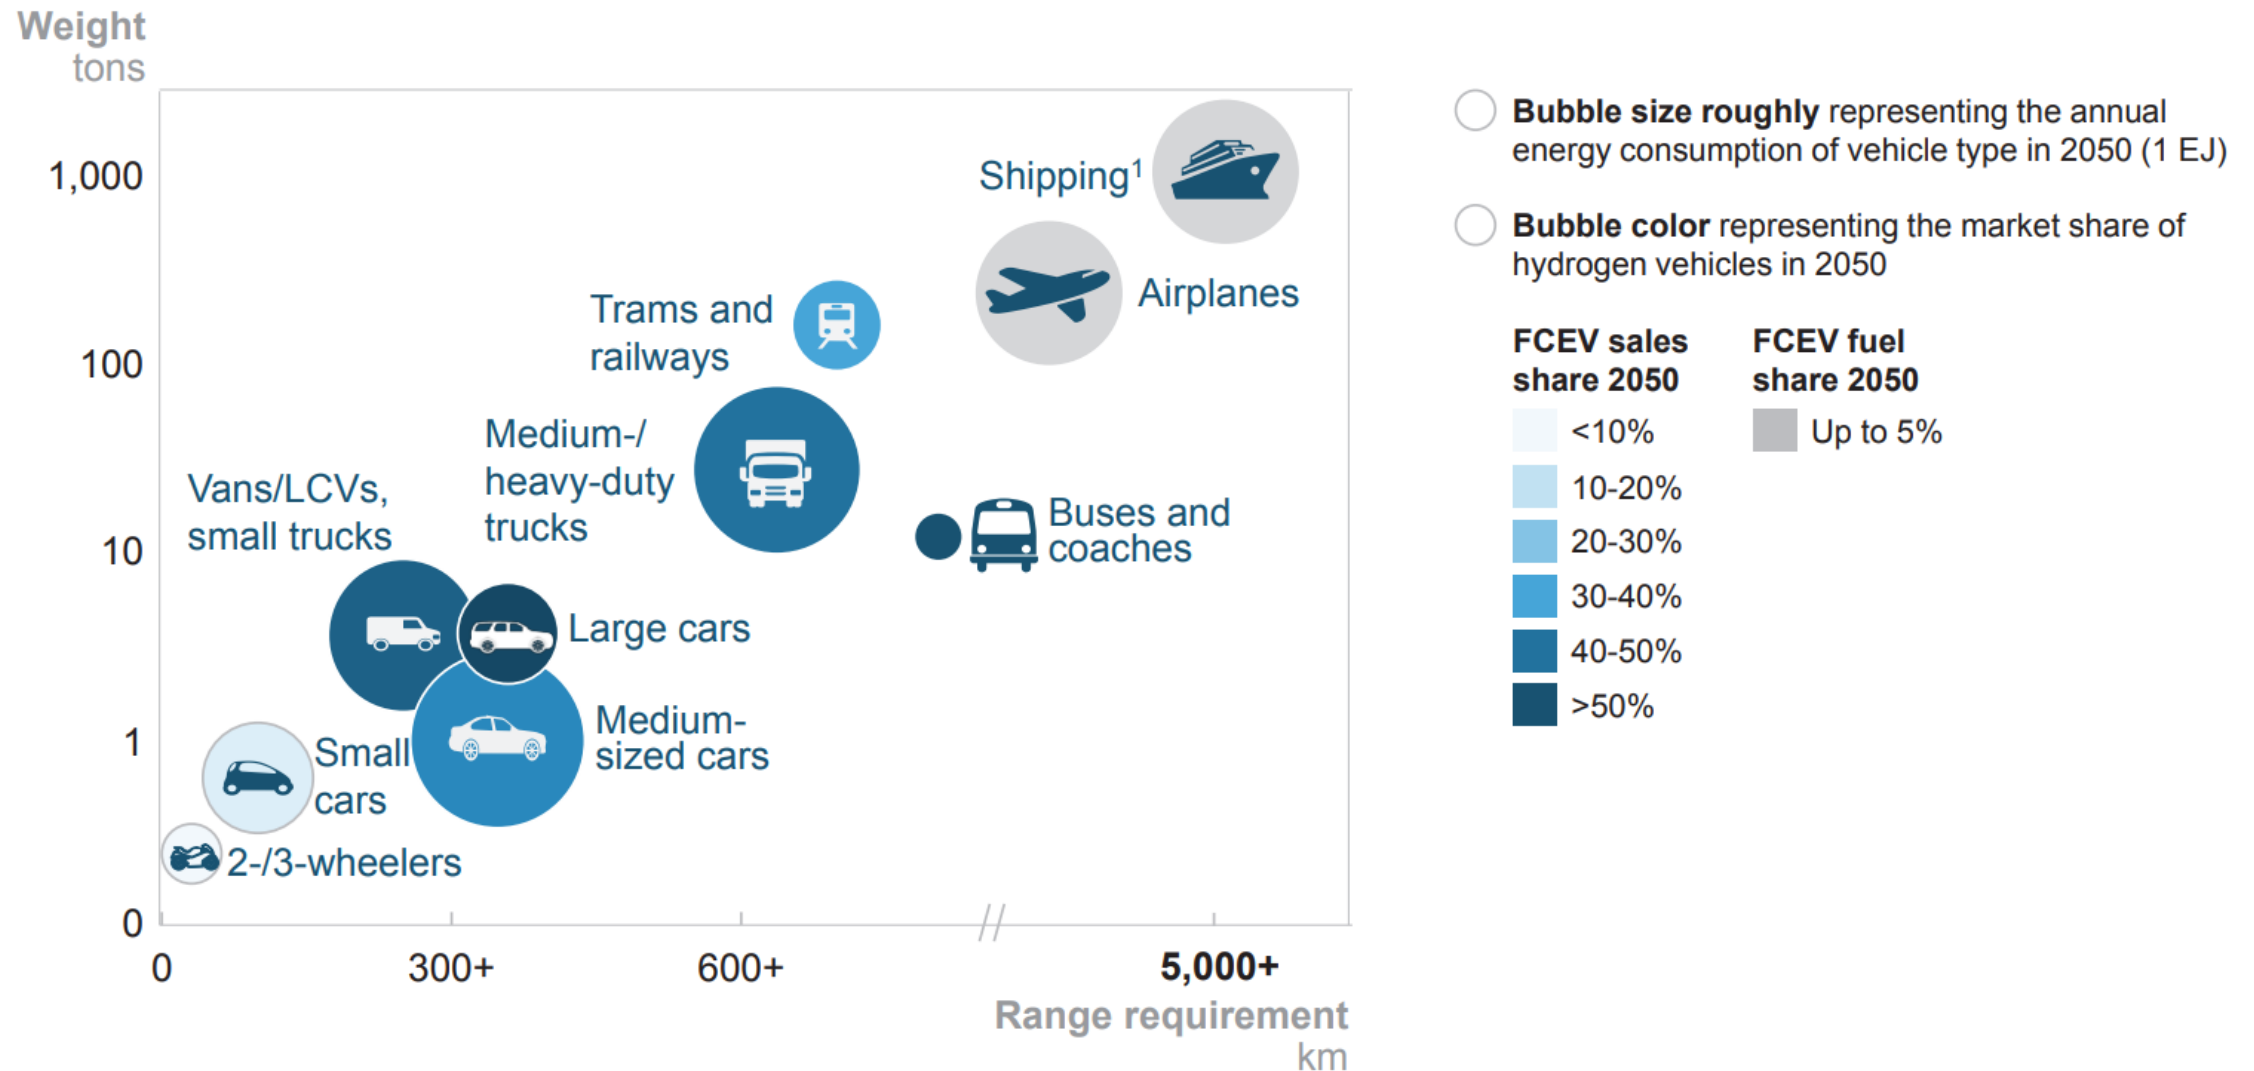 Weight
tons
1,000
100
10
1
0
Shipping1
Airplanes
Trams and
railways
Medium-/
heavy-duty
trucks
Vans/LCVs,
small trucks
Buses and
coaches
Large cars
Medium-
sized cars
Small
cars
2-/3-wheelers
0
300+
600+
5,000+
Range requirement
km
Bubble size roughly representing the annual
energy consumption of vehicle type in 2050 (1 EJ)
Bubble color representing the market share of
hydrogen vehicles in 2050
FCEV sales
share 2050
<10%
10-20%
20-30%
30-40%
40-50%
>50%
FCEV fuel
share 2050
Up to 5%